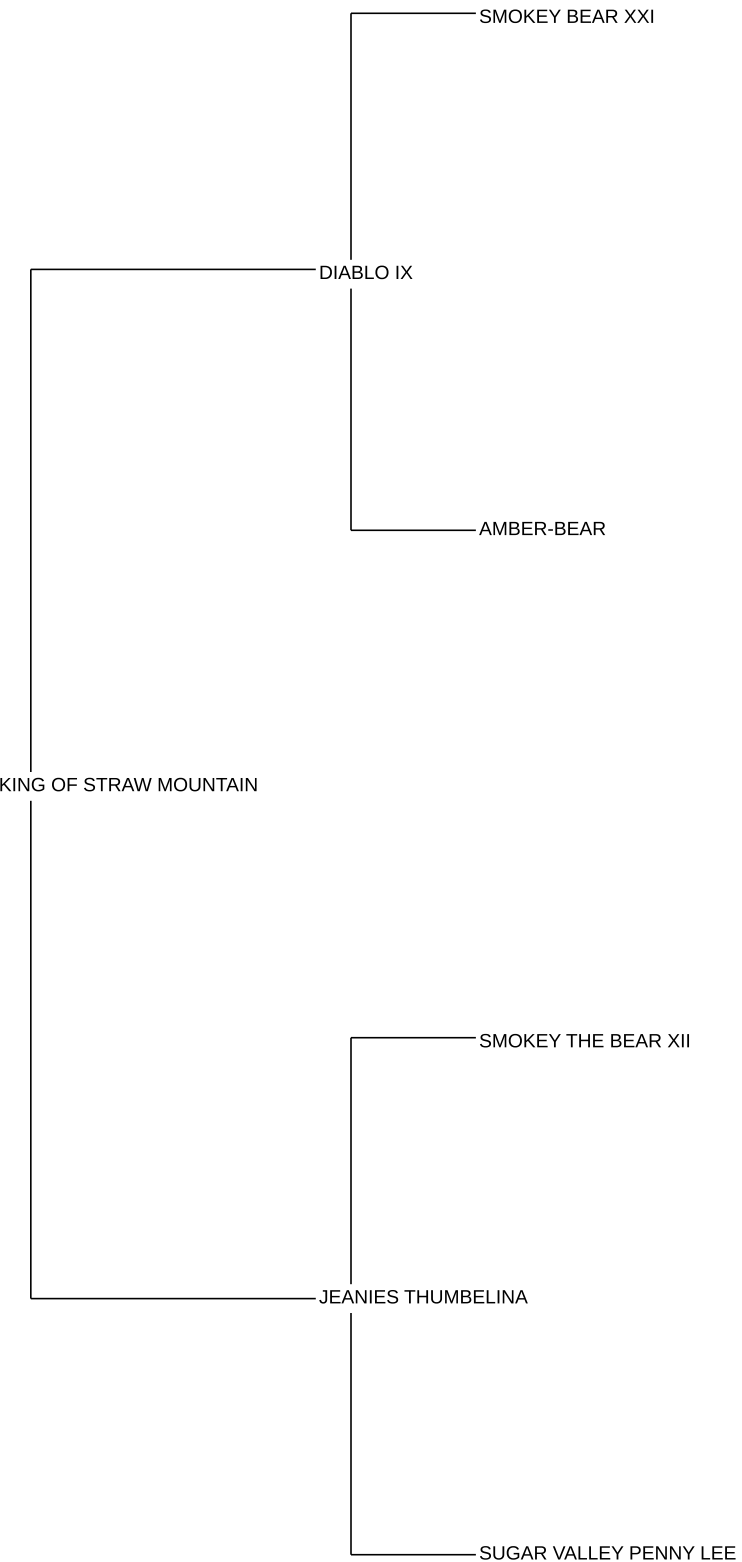 SMOKEY BEAR XXI
DIABLO IX
AMBER-BEAR
KING OF STRAW MOUNTAIN
SMOKEY THE BEAR XII
JEANIES THUMBELINA
SUGAR VALLEY PENNY LEE